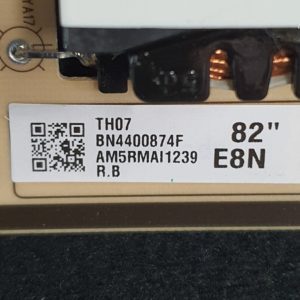 TH07
BN4400874F
AM5RMAI1239
R.B
82"
E8N